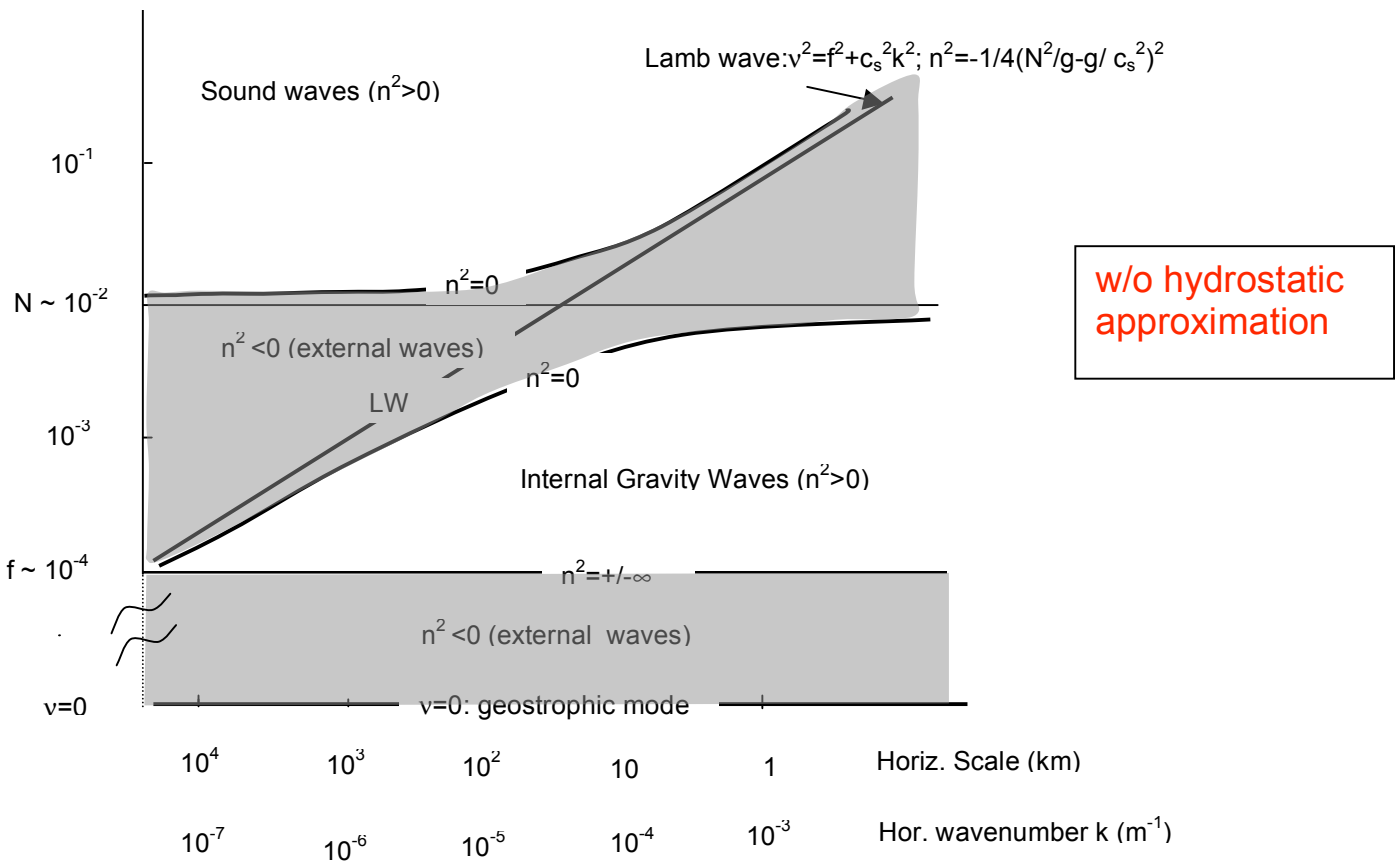 Lamb wave:ν²=f²+cₛ²k²; n²=-1/4(N²/g-g/ cₛ²)²
Sound waves (n²>0)
10⁻¹
w/o hydrostatic
approximation
n²=0
N ~ 10⁻²
n² <0 (external waves)
n²=0
LW
10⁻³
Internal Gravity Waves (n²>0)
f ~ 10⁻⁴
n²=+/-∞
n² <0 (external waves)
ν=0
ν=0: geostrophic mode
10⁴ 10³ 10² 10 1 Horiz. Scale (km)
10⁻⁷ 10⁻⁶ 10⁻⁵ 10⁻⁴ 10⁻³ Hor. wavenumber k (m⁻¹)